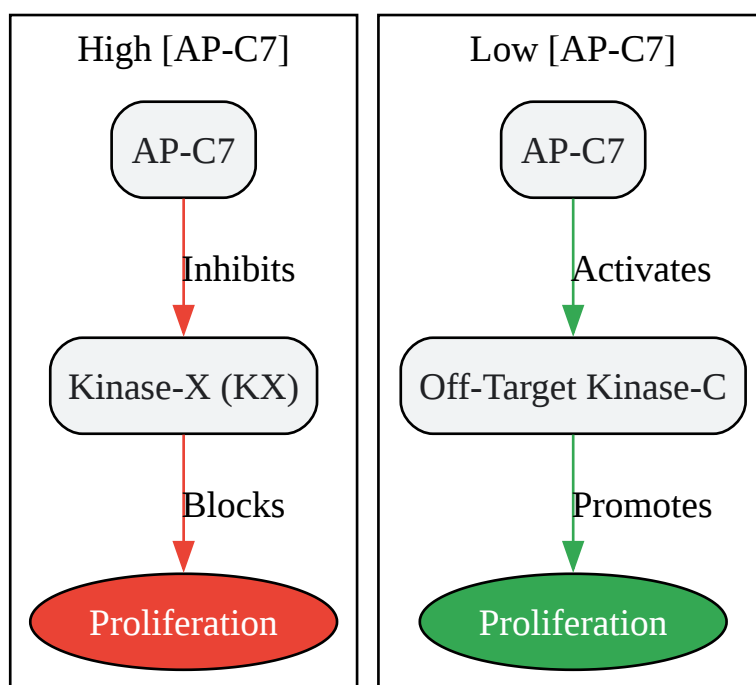 High [AP-C7]
AP-C7
Inhibits
Kinase-X (KX)
Blocks
Proliferation
Low [AP-C7]
AP-C7
Activates
Off-Target Kinase-C
Promotes
Proliferation